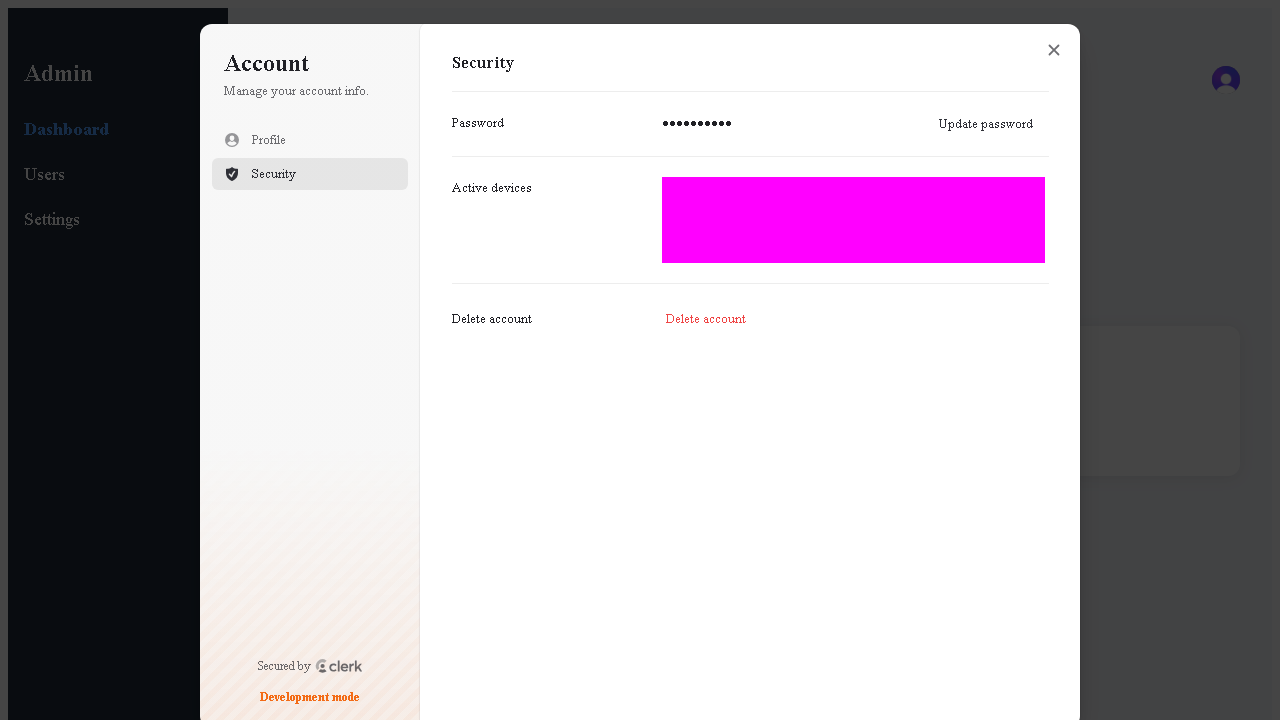 Admin
Dashboard
Users
Settings
Account
Manage your account info.
Profile
Security
Secured by clerk
Development mode
Security
Password •••••••••• Update password
Active devices
Delete account Delete account